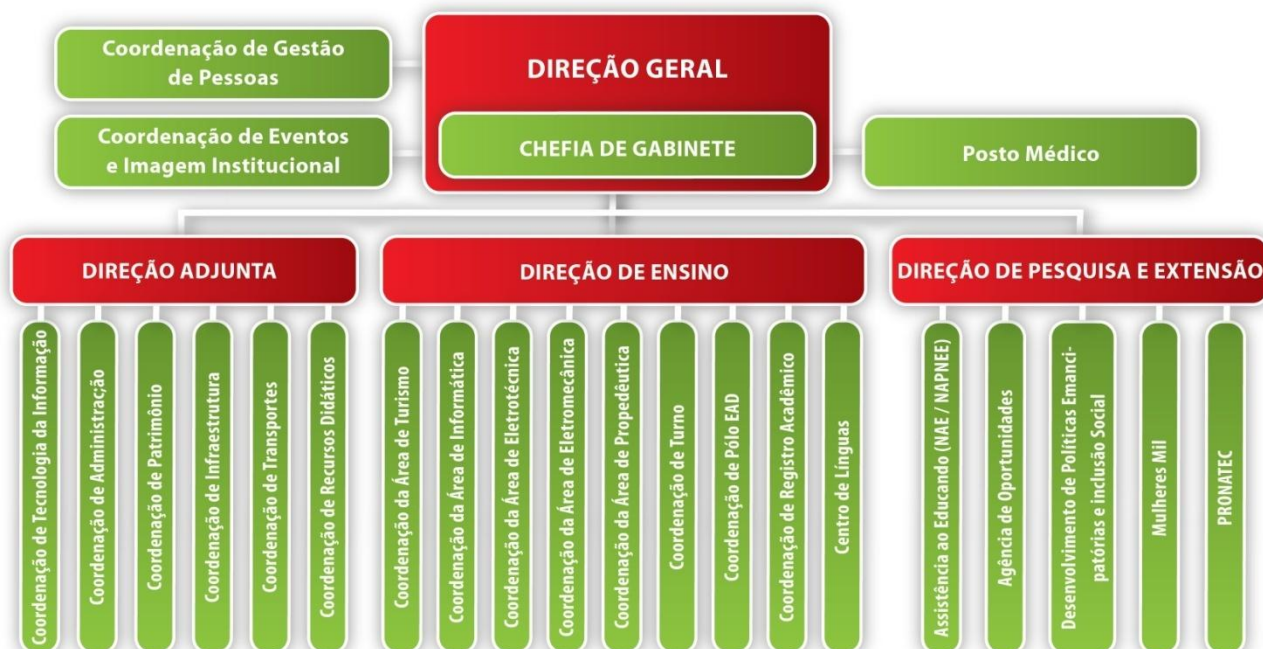 Coordenação de Gestão
de Pessoas
DIREÇÃO GERAL
Coordenação de Eventos
e Imagem Institucional
CHEFIA DE GABINETE
Posto Médico
DIREÇÃO ADJUNTA
DIREÇÃO DE ENSINO
DIREÇÃO DE PESQUISA E EXTENSÃO
Coordenação de Tecnologia da Informação
Coordenação de Administrac;ão
Coordenação de Patrimônio
Coordenação de Infraestrutura
Coordenação de Transportes
Coordenação de Recursos Didáticos
Coordenação da Área de Turismo
Coordenação da Área de Informática
Coordenação da Área de Eletrotécnica
Coordenação da Área de Eletromecânica
Coordenação da Área de Propedêutica
Coordenação de Turno
Coordenação de Pólo EAD
Coordenação de Registro Acadêmico
Centro de Línguas
Assistência ao Educando (NAE / NAPNEE)
Agência de Oportunidades
Desenvolvimento de Políticas Emanci-
patórias e Inclusão Social
Mulheres Mil
PRONATEC